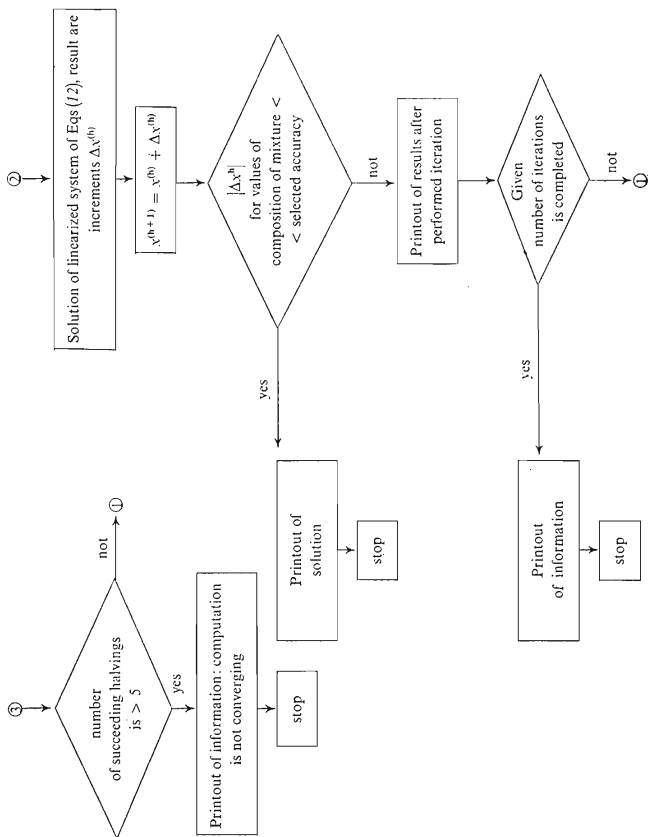 ③
number
of succeeding halvings
is > 5
not
①
yes
Printout of information: computation
is not converging
stop
②
Solution of linearized system of Eqs (12), result are
increments Δx⁽ʰ⁾
x⁽ʰ ⁺ ¹⁾ = x⁽ʰ⁾ + Δx⁽ʰ⁾
|Δxʰ|
for values of
composition of mixture <
< selected accuracy
yes
Printout of
solution
stop
not
Printout of results after
performed iteration
Given
number of iterations
is completed
yes
Printout
of information
stop
not
①